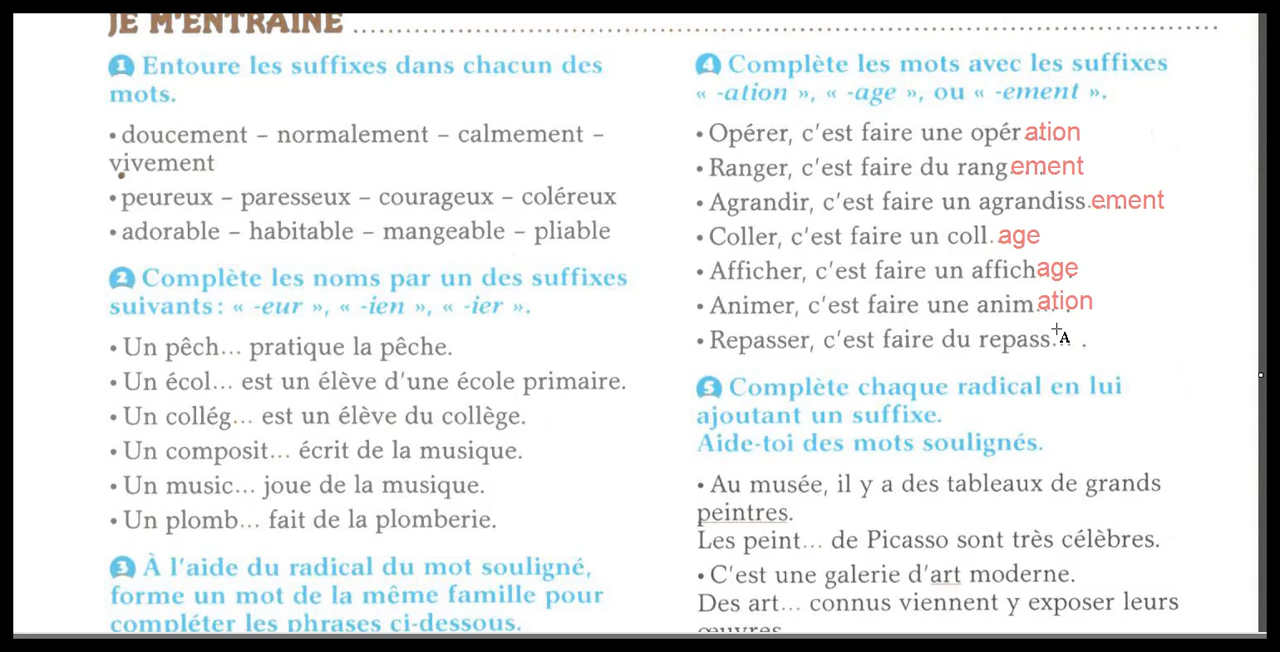 JE M'ENTRAÎNE
1 Entoure les suffixes dans chacun des
mots.
• doucement – normalement – calmement –
vivement
• peureux – paresseux – courageux – coléreux
• adorable – habitable – mangeable – pliable
2 Complète les noms par un des suffixes
suivants : « -eur », « -ien », « -ier ».
• Un pêch... pratique la pêche.
• Un écol... est un élève d'une école primaire.
• Un collég... est un élève du collège.
• Un composit... écrit de la musique.
• Un music... joue de la musique.
• Un plomb... fait de la plomberie.
3 À l'aide du radical du mot souligné,
forme un mot de la même famille pour
compléter les phrases ci-dessous.
4 Complète les mots avec les suffixes
« -ation », « -age », ou « -ement ».
• Opérer, c'est faire une opération
• Ranger, c'est faire du rangement
• Agrandir, c'est faire un agrandiss.ement
• Coller, c'est faire un coll.age
• Afficher, c'est faire un affichage
• Animer, c'est faire une anim.ation
• Repasser, c'est faire du repass... .
5 Complète chaque radical en lui
ajoutant un suffixe.
Aide-toi des mots soulignés.
• Au musée, il y a des tableaux de grands
peintres.
Les peint... de Picasso sont très célèbres.
• C'est une galerie d'art moderne.
Des art... connus viennent y exposer leurs
œuvres.